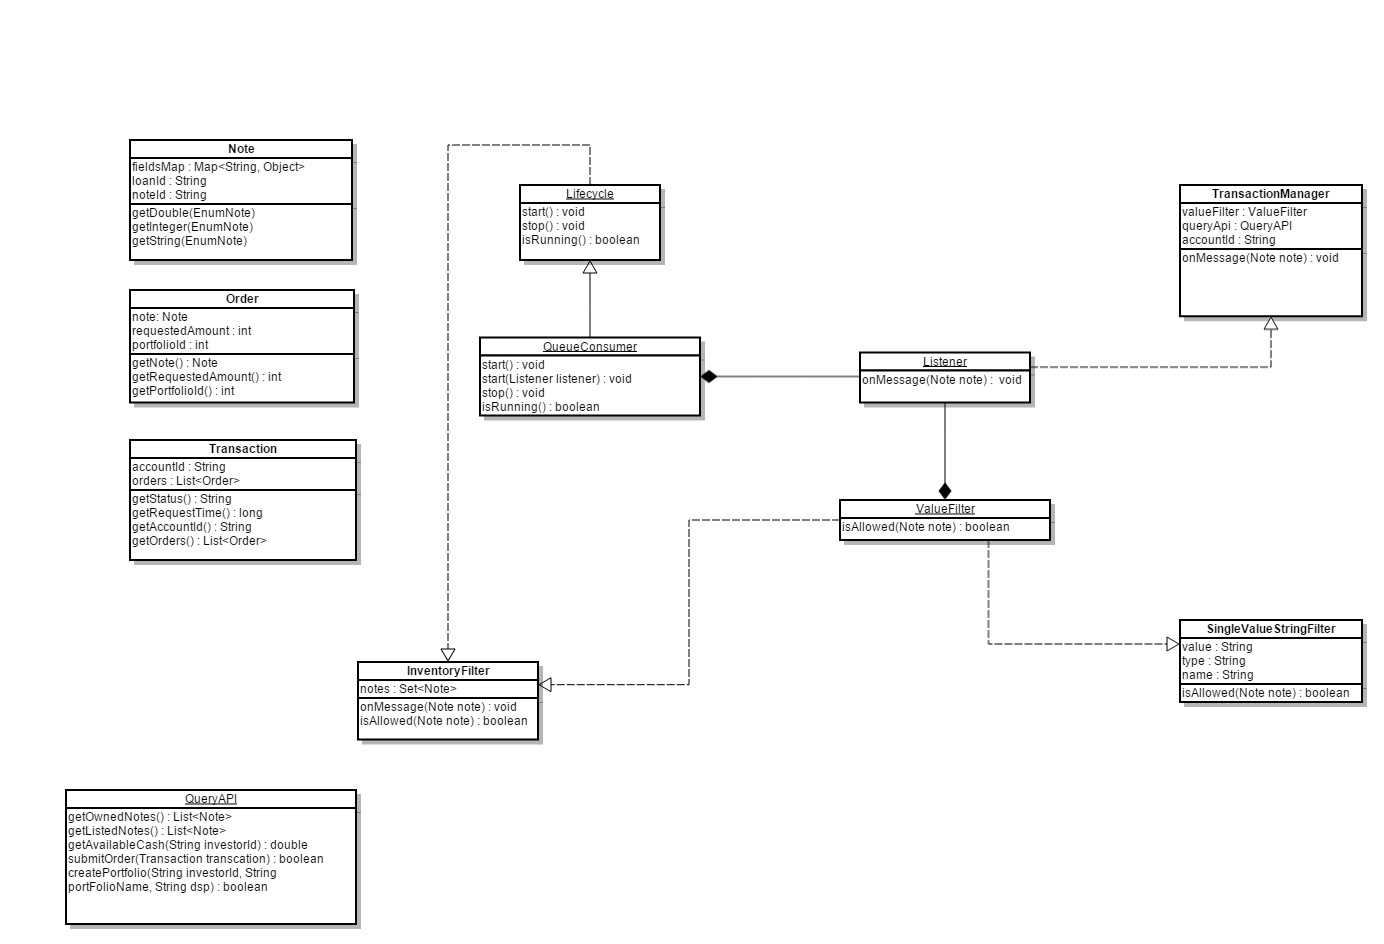 Note
fieldsMap : Map<String, Object>
loanId : String
noteId : String
getDouble(EnumNote)
getInteger(EnumNote)
getString(EnumNote)
Lifecycle
start() : void
stop() : void
isRunning() : boolean
TransactionManager
valueFilter : ValueFilter
queryApi : QueryAPI
accountId : String
onMessage(Note note) : void
Order
note: Note
requestedAmount : int
portfolioId : int
getNote() : Note
getRequestedAmount() : int
getPortfolioId() : int
QueueConsumer
start() : void
start(Listener listener) : void
stop() : void
isRunning() : boolean
Listener
onMessage(Note note) : void
Transaction
accountId : String
orders : List<Order>
getStatus() : String
getRequestTime() : long
getAccountId() : String
getOrders() : List<Order>
ValueFilter
isAllowed(Note note) : boolean
SingleValueStringFilter
value : String
type : String
name : String
isAllowed(Note note) : boolean
InventoryFilter
notes : Set<Note>
onMessage(Note note) : void
isAllowed(Note note) : boolean
QueryAPI
getOwnedNotes() : List<Note>
getListedNotes() : List<Note>
getAvailableCash(String investorId) : double
submitOrder(Transaction transcation) : boolean
createPortfolio(String investorId, String
portFolioName, String dsp) : boolean